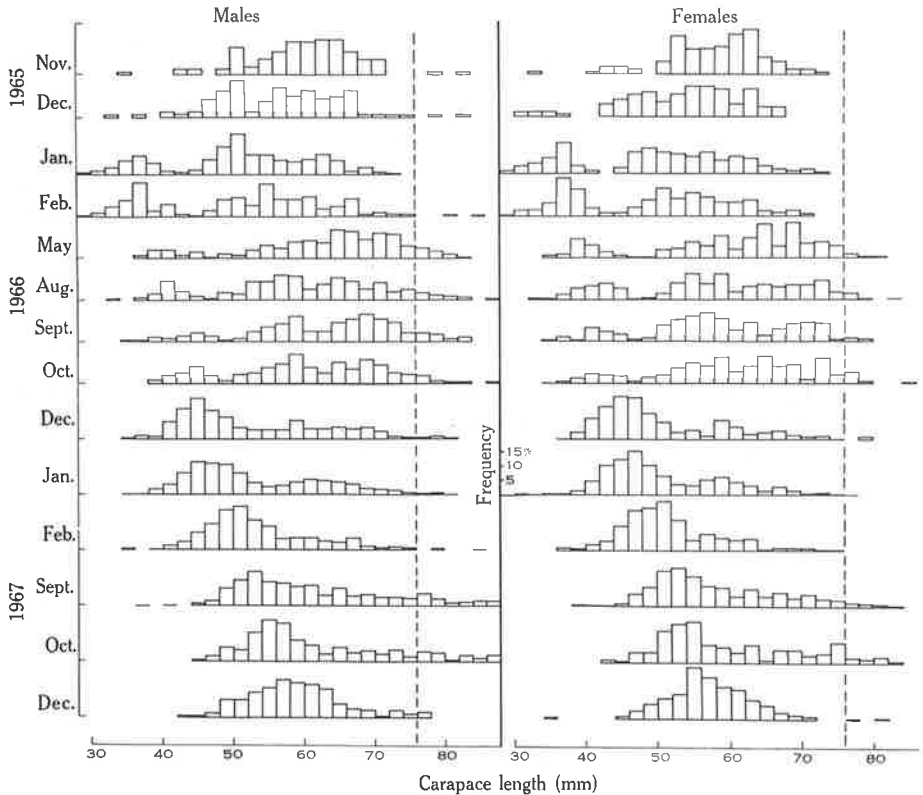 Males Females
1965
Nov.
Dec.
1966
Jan.
Feb.
May
Aug.
Sept.
Oct.
Dec.
1967
Jan.
Feb.
Sept.
Oct.
Dec.
Frequency
15%
10
5
30 40 50 60 70 80 30 40 50 60 70 80
Carapace length (mm)